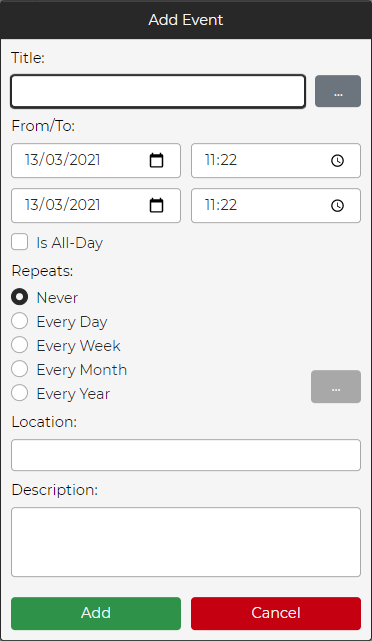 Add Event
Title:
...
From/To:
13/03/2021 11:22
13/03/2021 11:22
Is All-Day
Repeats:
Never
Every Day
Every Week
Every Month
Every Year
...
Location:
Description:
Add Cancel